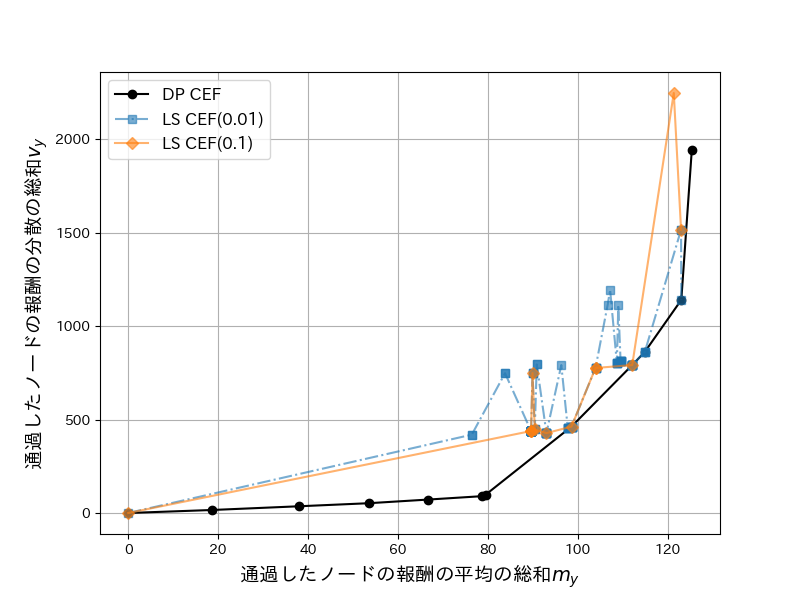 DP CEF
LS CEF(0.01)
LS CEF(0.1)
2000
1500
1000
500
0
通過したノードの報酬の分散の総和v_y
0 20 40 60 80 100 120
通過したノードの報酬の平均の総和m_y